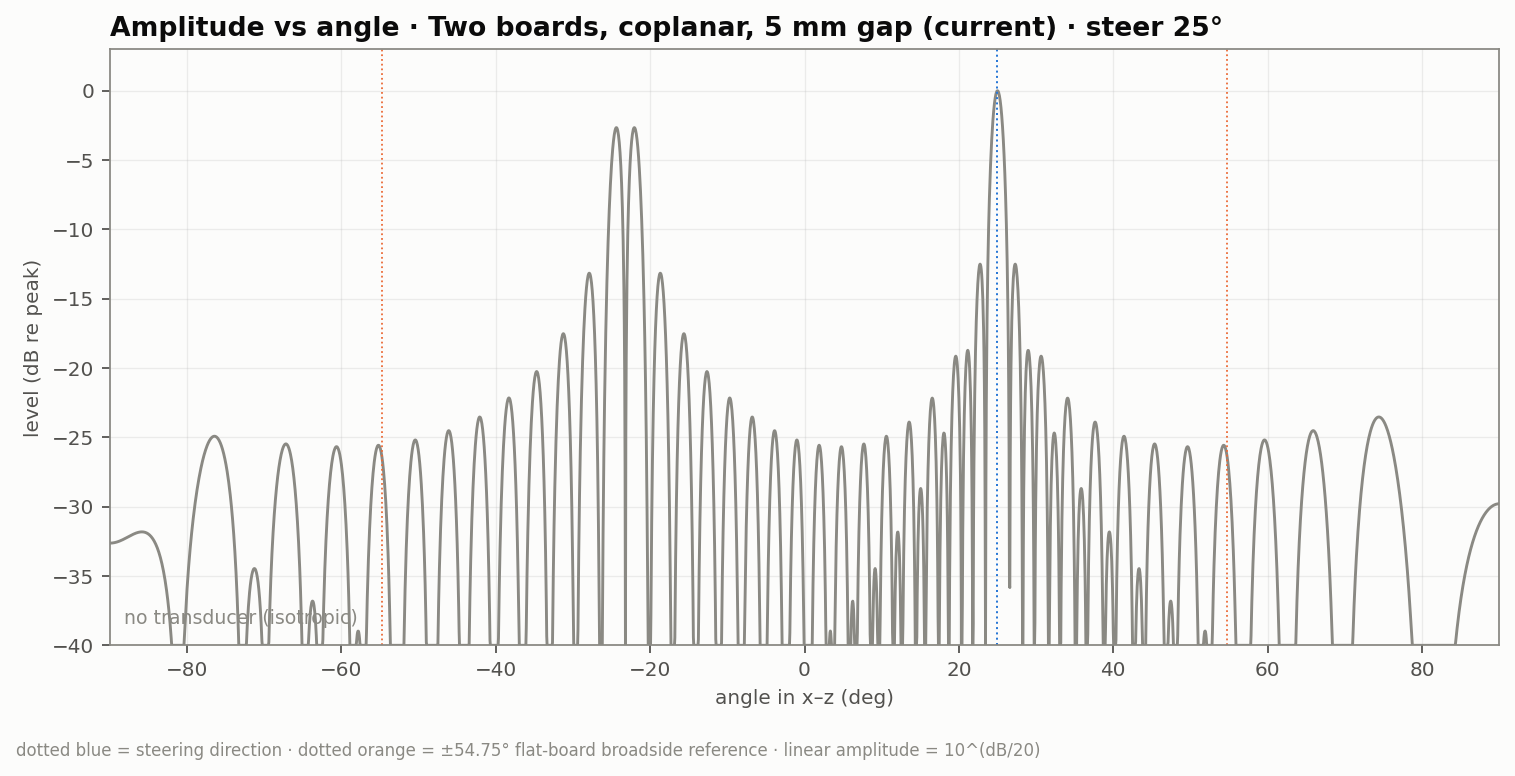 Amplitude vs angle · Two boards, coplanar, 5 mm gap (current) · steer 25°
0
−5
−10
−15
−20
−25
−30
−35
−40
level (dB re peak)
no transducer (isotropic)
−80 −60 −40 −20 0 20 40 60 80
angle in x–z (deg)
dotted blue = steering direction · dotted orange = ±54.75° flat-board broadside reference · linear amplitude = 10^(dB/20)